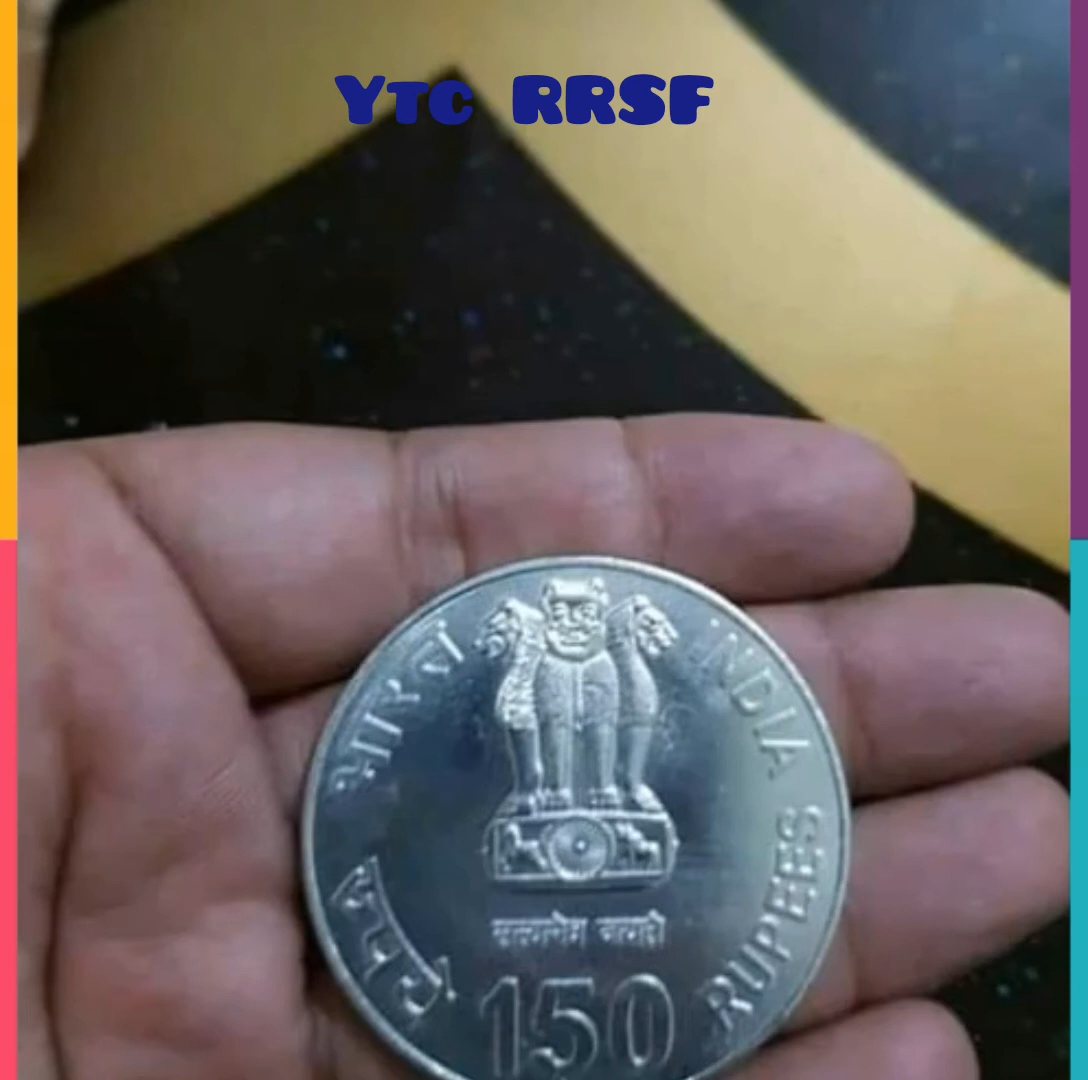 Ytc RRSF
भारत
INDIA
सत्यमेव जयते
रुपये
150
RUPEES